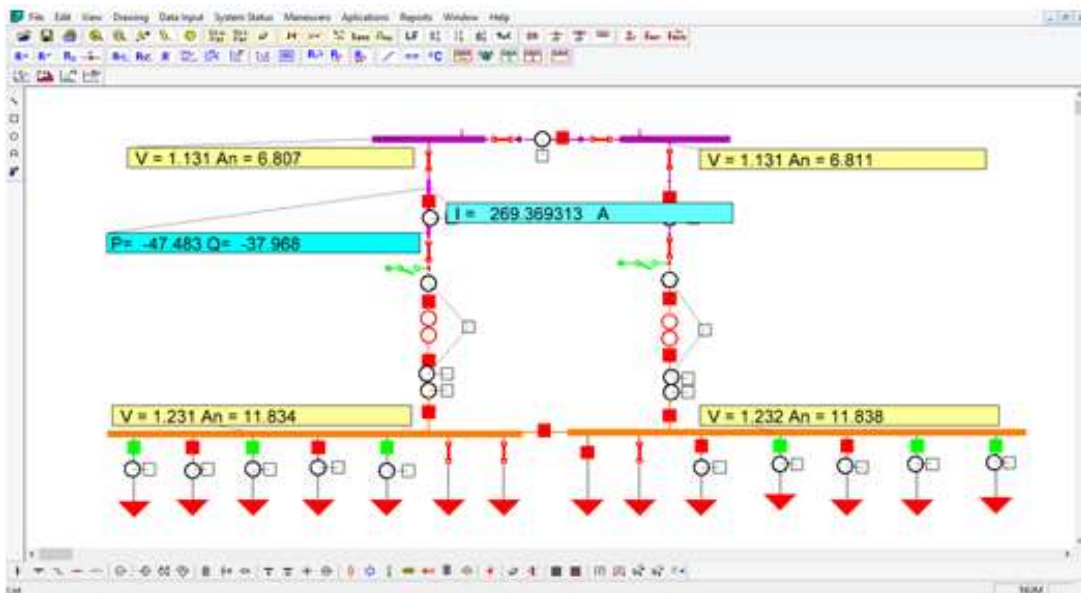 File Edit View Drawing Data Input System Status Maneuvers Aplications Reports Window Help
LF
°C
V = 1.131 An = 6.807
V = 1.131 An = 6.811
I = 269.369313 A
P= -47.483 Q= -37.968
V = 1.231 An = 11.834
V = 1.232 An = 11.838
NUM